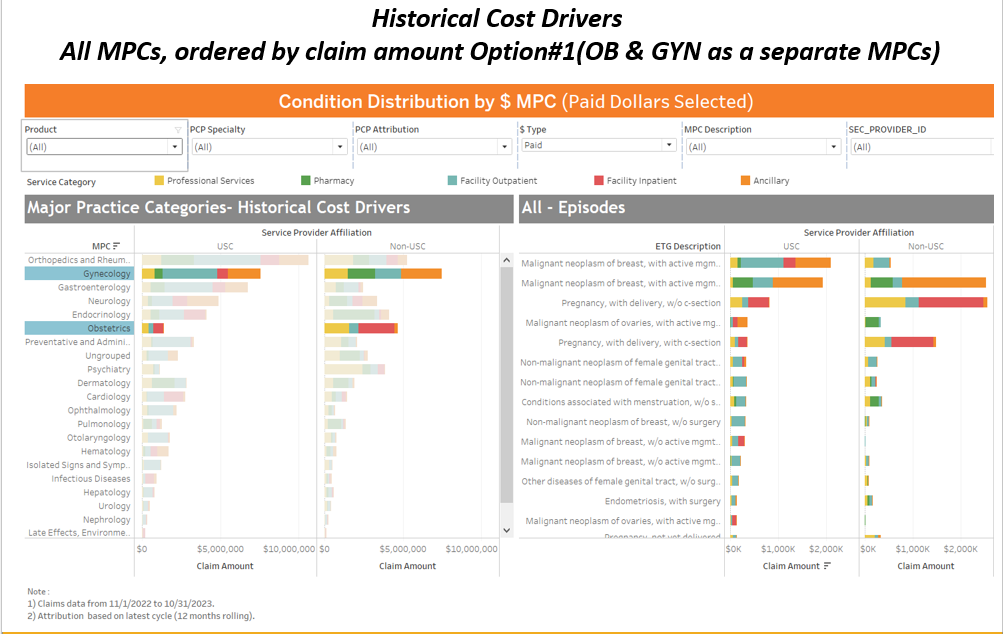 Historical Cost Drivers
All MPCs, ordered by claim amount Option#1(OB & GYN as a separate MPCs)
Condition Distribution by $ MPC (Paid Dollars Selected)
Product PCP Specialty PCP Attribution $ Type MPC Description SEC_PROVIDER_ID
(All) (All) (All) Paid (All) (All)
Service Category Professional Services Pharmacy Facility Outpatient Facility Inpatient Ancillary
Major Practice Categories- Historical Cost Drivers
Service Provider Affiliation
MPC USC Non-USC
Orthopedics and Rheum..
Gynecology
Gastroenterology
Neurology
Endocrinology
Obstetrics
Preventative and Admini..
Ungrouped
Psychiatry
Dermatology
Cardiology
Ophthalmology
Pulmonology
Otolaryngology
Hematology
Isolated Signs and Symp..
Infectious Diseases
Hepatology
Urology
Nephrology
Late Effects, Environme..
$0 $5,000,000 $10,000,000 $0 $5,000,000 $10,000,000
Claim Amount Claim Amount
All - Episodes
Service Provider Affiliation
ETG Description USC Non-USC
Malignant neoplasm of breast, with active mgm..
Malignant neoplasm of breast, with active mgm..
Pregnancy, with delivery, w/o c-section
Malignant neoplasm of ovaries, with active mg..
Pregnancy, with delivery, with c-section
Non-malignant neoplasm of female genital tract..
Non-malignant neoplasm of female genital tract..
Conditions associated with menstruation, w/o s..
Non-malignant neoplasm of breast, w/o surgery
Malignant neoplasm of breast, w/o active mgmt..
Malignant neoplasm of breast, w/o active mgmt..
Other diseases of female genital tract, w/o surg..
Endometriosis, with surgery
Malignant neoplasm of ovaries, with active mg..
Pregnancy, not yet delivered
$0K $1,000K $2,000K $0K $1,000K $2,000K
Claim Amount Claim Amount
Note :
1) Claims data from 11/1/2022 to 10/31/2023.
2) Attribution based on latest cycle (12 months rolling).